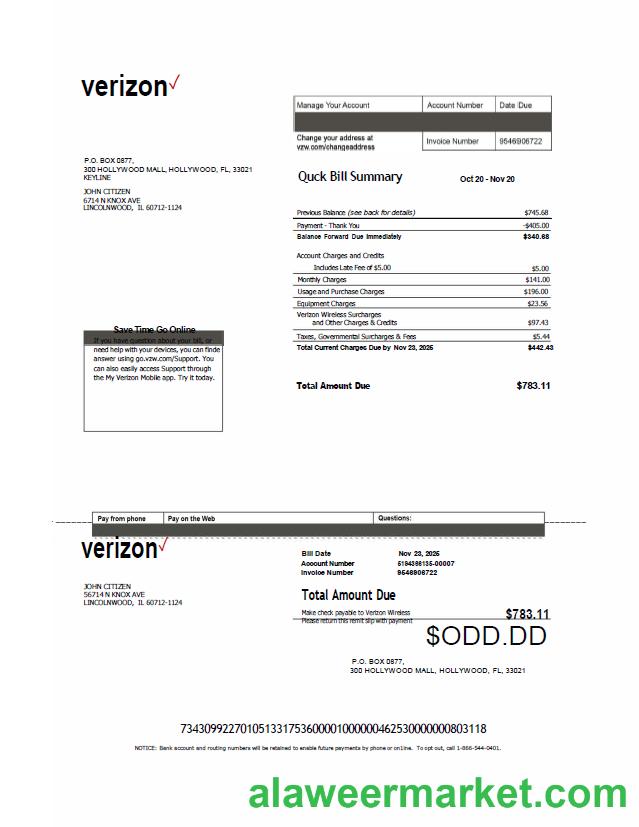 verizon✓
Manage Your Account Account Number Date Due
Change your address at
vzw.com/changeaddress
Invoice Number 9546906722
P.O. BOX 0877,
300 HOLLYWOOD MALL, HOLLYWOOD, FL, 33021
KEYLINE
JOHN CITIZEN
6714 N KNOX AVE
LINCOLNWOOD, IL 60712-1124
Quck Bill Summary Oct 20 - Nov 20
Previous Balance (see back for details) $745.68
Payment - Thank You -$405.00
Balance Forward Due Immediately $340.68
Account Charges and Credits
Includes Late Fee of $5.00 $5.00
Monthly Charges $141.00
Usage and Purchase Charges $196.00
Equipment Charges $23.56
Verizon Wireless Surcharges
and Other Charges & Credits $97.43
Taxes, Governmental Surcharges & Fees $5.44
Total Current Charges Due by Nov 23, 2025 $442.43
Total Amount Due $783.11
Save Time Go Online
If you have question about your bill, or
need help with your devices, you can finde
answer using go.vzw.com/Support. You
can also easily access Support through
the My Verizon Mobile app. Try it today.
Pay from phone Pay on the Web Questions:
verizon✓
Bill Date Nov 23, 2025
Account Number 5194368135-00007
Invoice Number 9546906722
JOHN CITIZEN
56714 N KNOX AVE
LINCOLNWOOD, IL 60712-1124
Total Amount Due
Make check payable to Verizon Wireless $783.11
Please return this remit slip with payment
$ODD.DD
P.O. BOX 0877,
300 HOLLYWOOD MALL, HOLLYWOOD, FL, 33021
7343099227010513317536000010000004625300000000803118
NOTICE: Bank account and routing numbers will be retained to enable future payments by phone or online. To opt out, call 1-866-544-0401.
alaweermarket.com